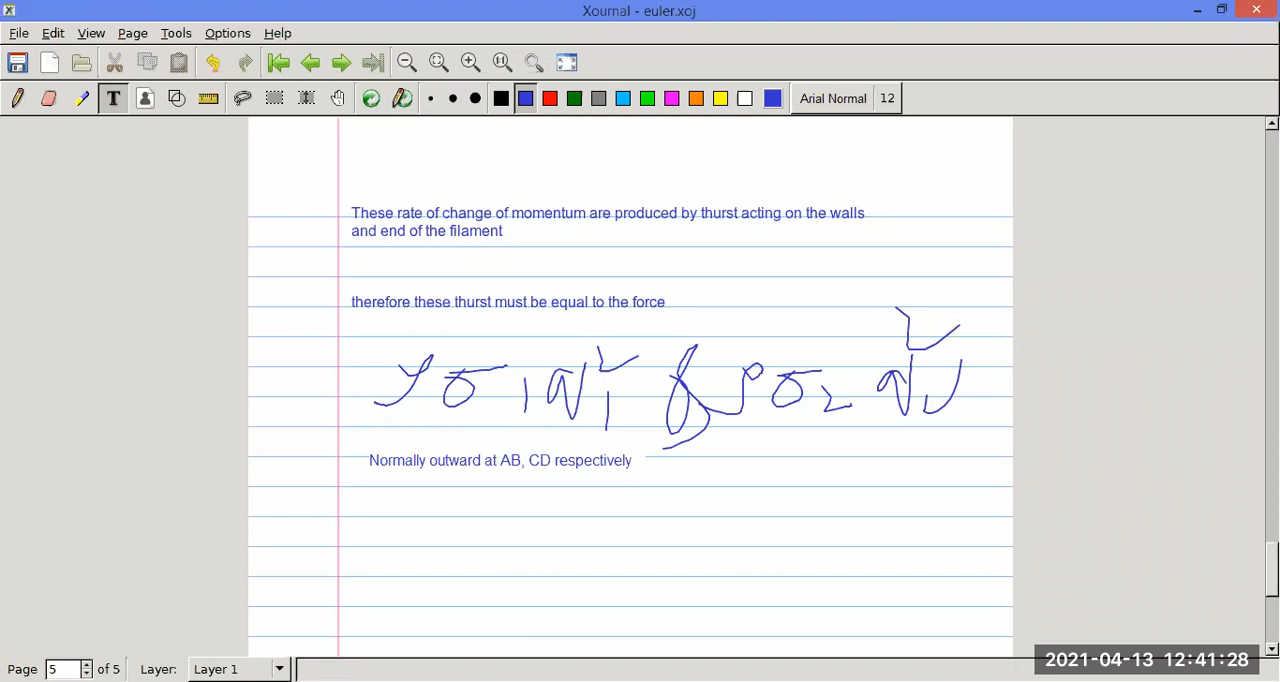 Xournal - euler.xoj
File Edit View Page Tools Options Help
Arial Normal 12
These rate of change of momentum are produced by thurst acting on the walls
and end of the filament
therefore these thurst must be equal to the force
ρσ₁q₁² & ρσ₂q₂²
Normally outward at AB, CD respectively
Page 5 of 5 Layer: Layer 1
2021-04-13 12:41:28